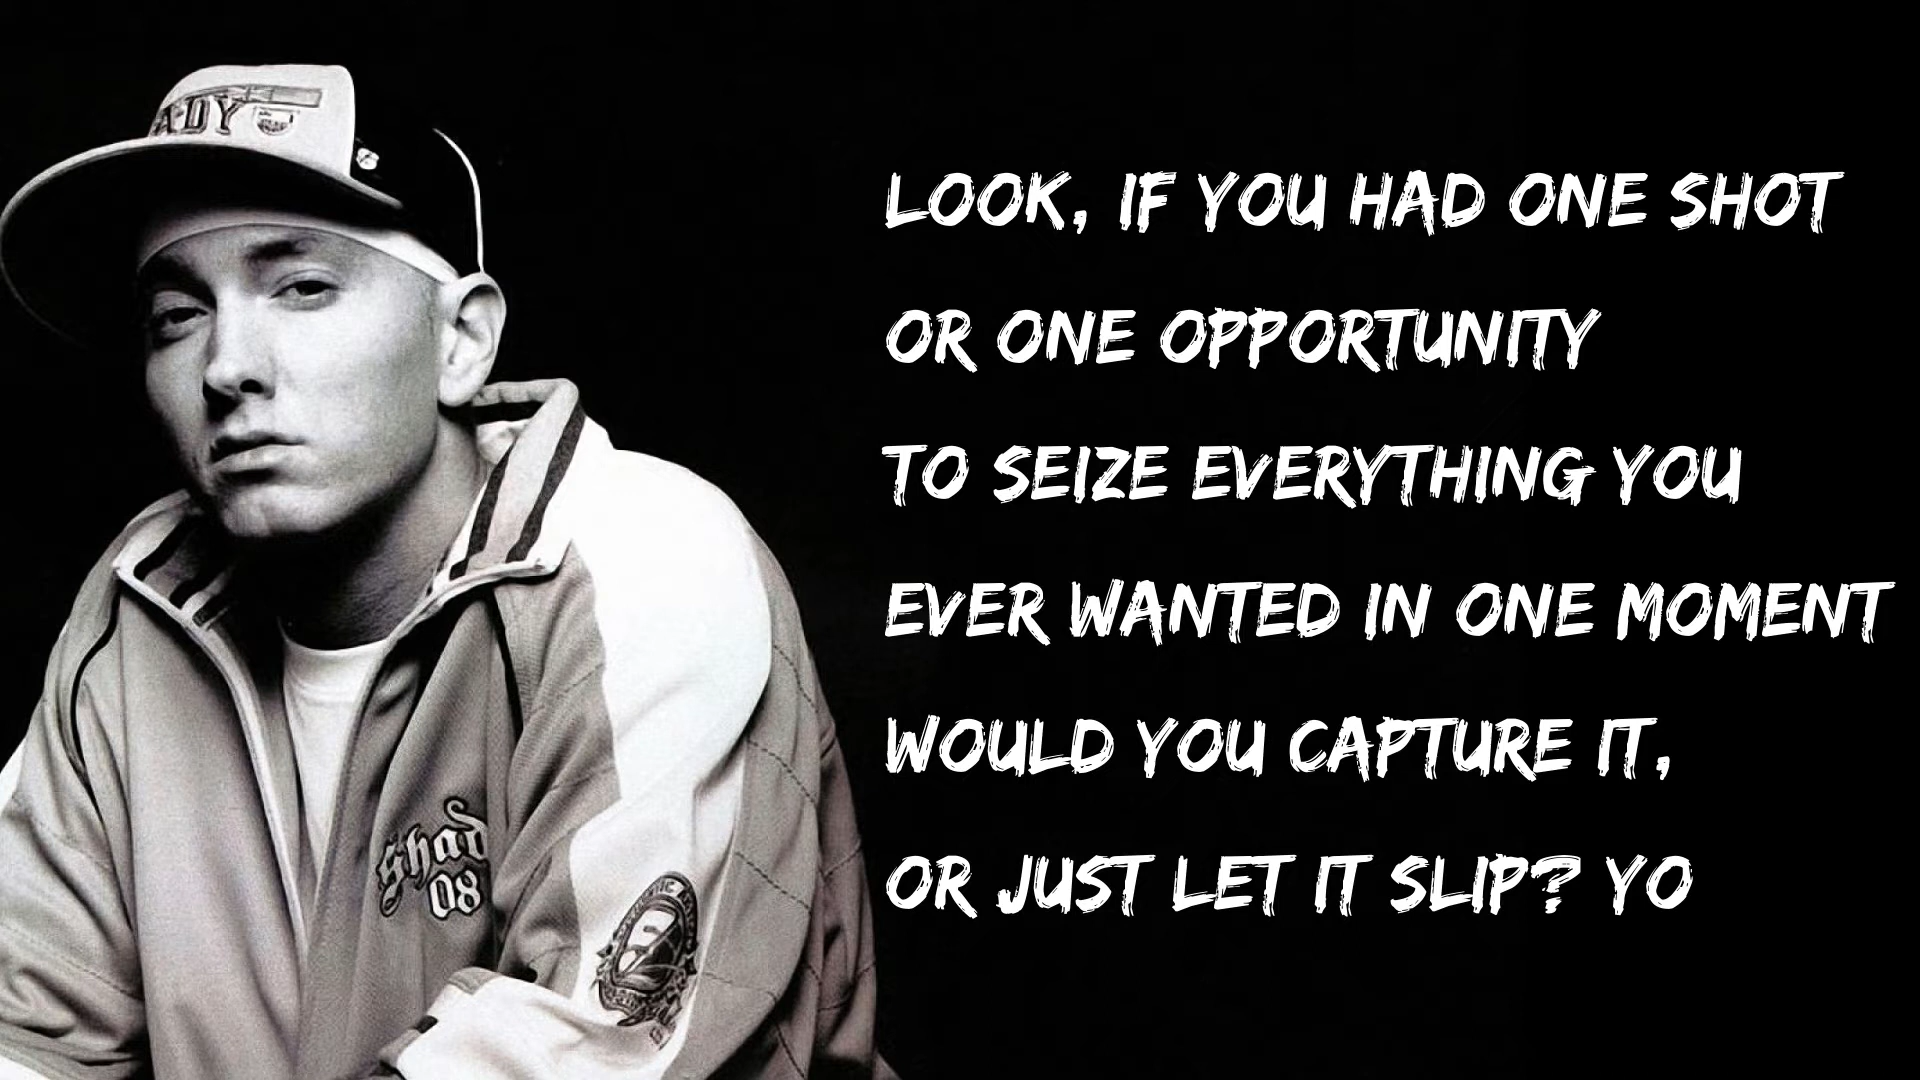 ADY
LOOK, IF YOU HAD ONE SHOT
OR ONE OPPORTUNITY
TO SEIZE EVERYTHING YOU
EVER WANTED IN ONE MOMENT
WOULD YOU CAPTURE IT,
OR JUST LET IT SLIP? YO
Shad
08